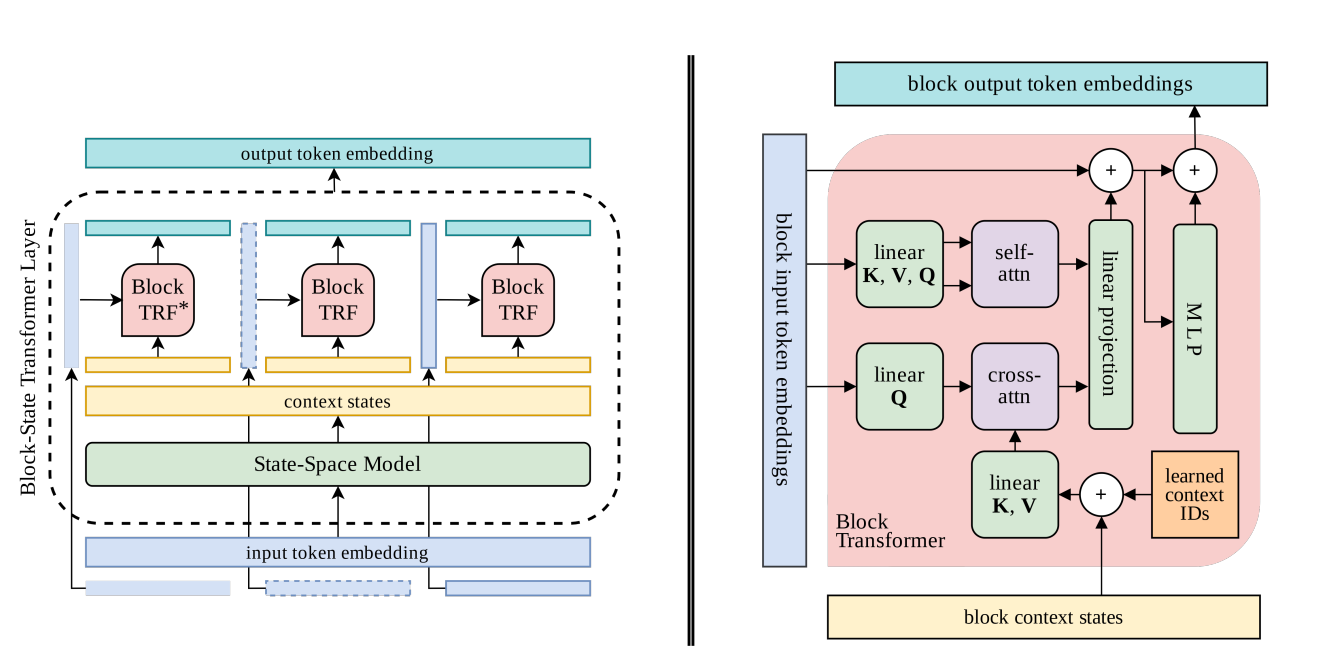 output token embedding
Block-State Transformer Layer
Block
TRF*
Block
TRF
Block
TRF
context states
State-Space Model
input token embedding
block output token embeddings
block input token embeddings
+
+
linear
K, V, Q
self-
attn
linear projection
M L P
linear
Q
cross-
attn
linear
K, V
+
learned
context
IDs
Block
Transformer
block context states